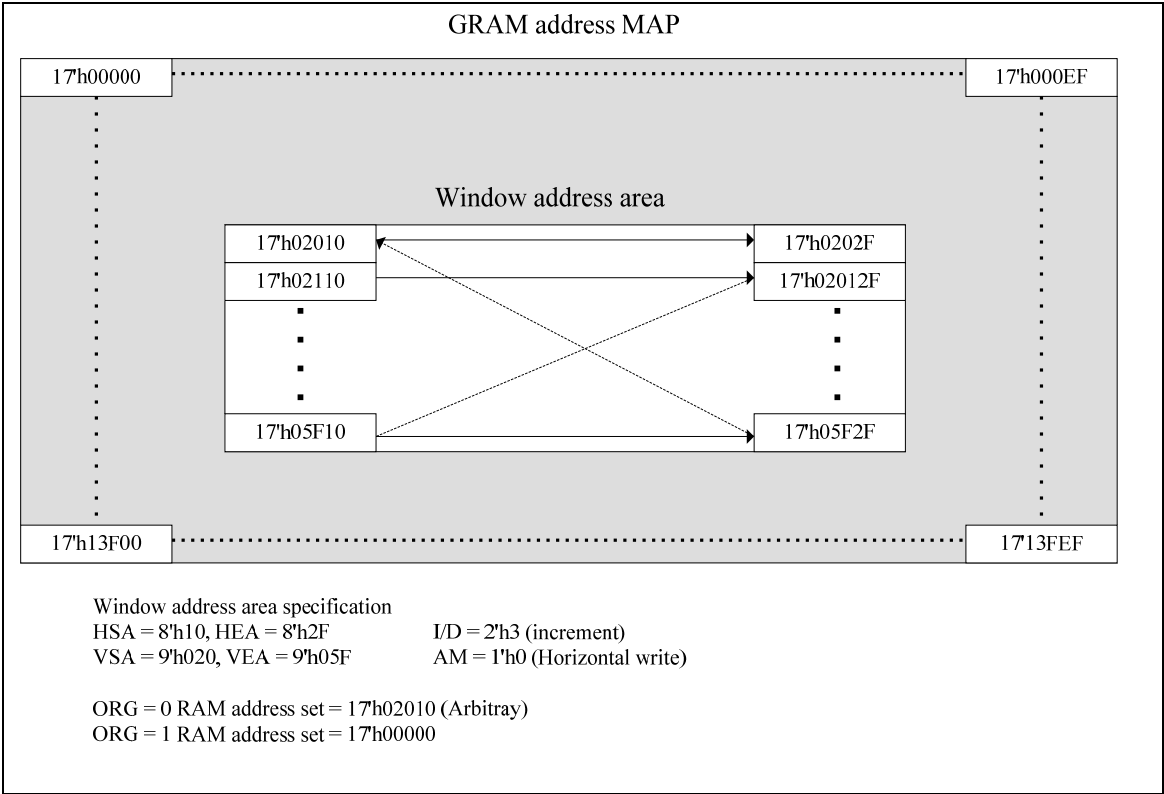 GRAM address MAP
17'h00000
17'h000EF
Window address area
17'h02010
17'h0202F
17'h02110
17'h02012F
17'h05F10
17'h05F2F
17'h13F00
17'13FEF
Window address area specification
HSA = 8'h10, HEA = 8'h2F I/D = 2'h3 (increment)
VSA = 9'h020, VEA = 9'h05F AM = 1'h0 (Horizontal write)
ORG = 0 RAM address set = 17'h02010 (Arbitray)
ORG = 1 RAM address set = 17'h00000